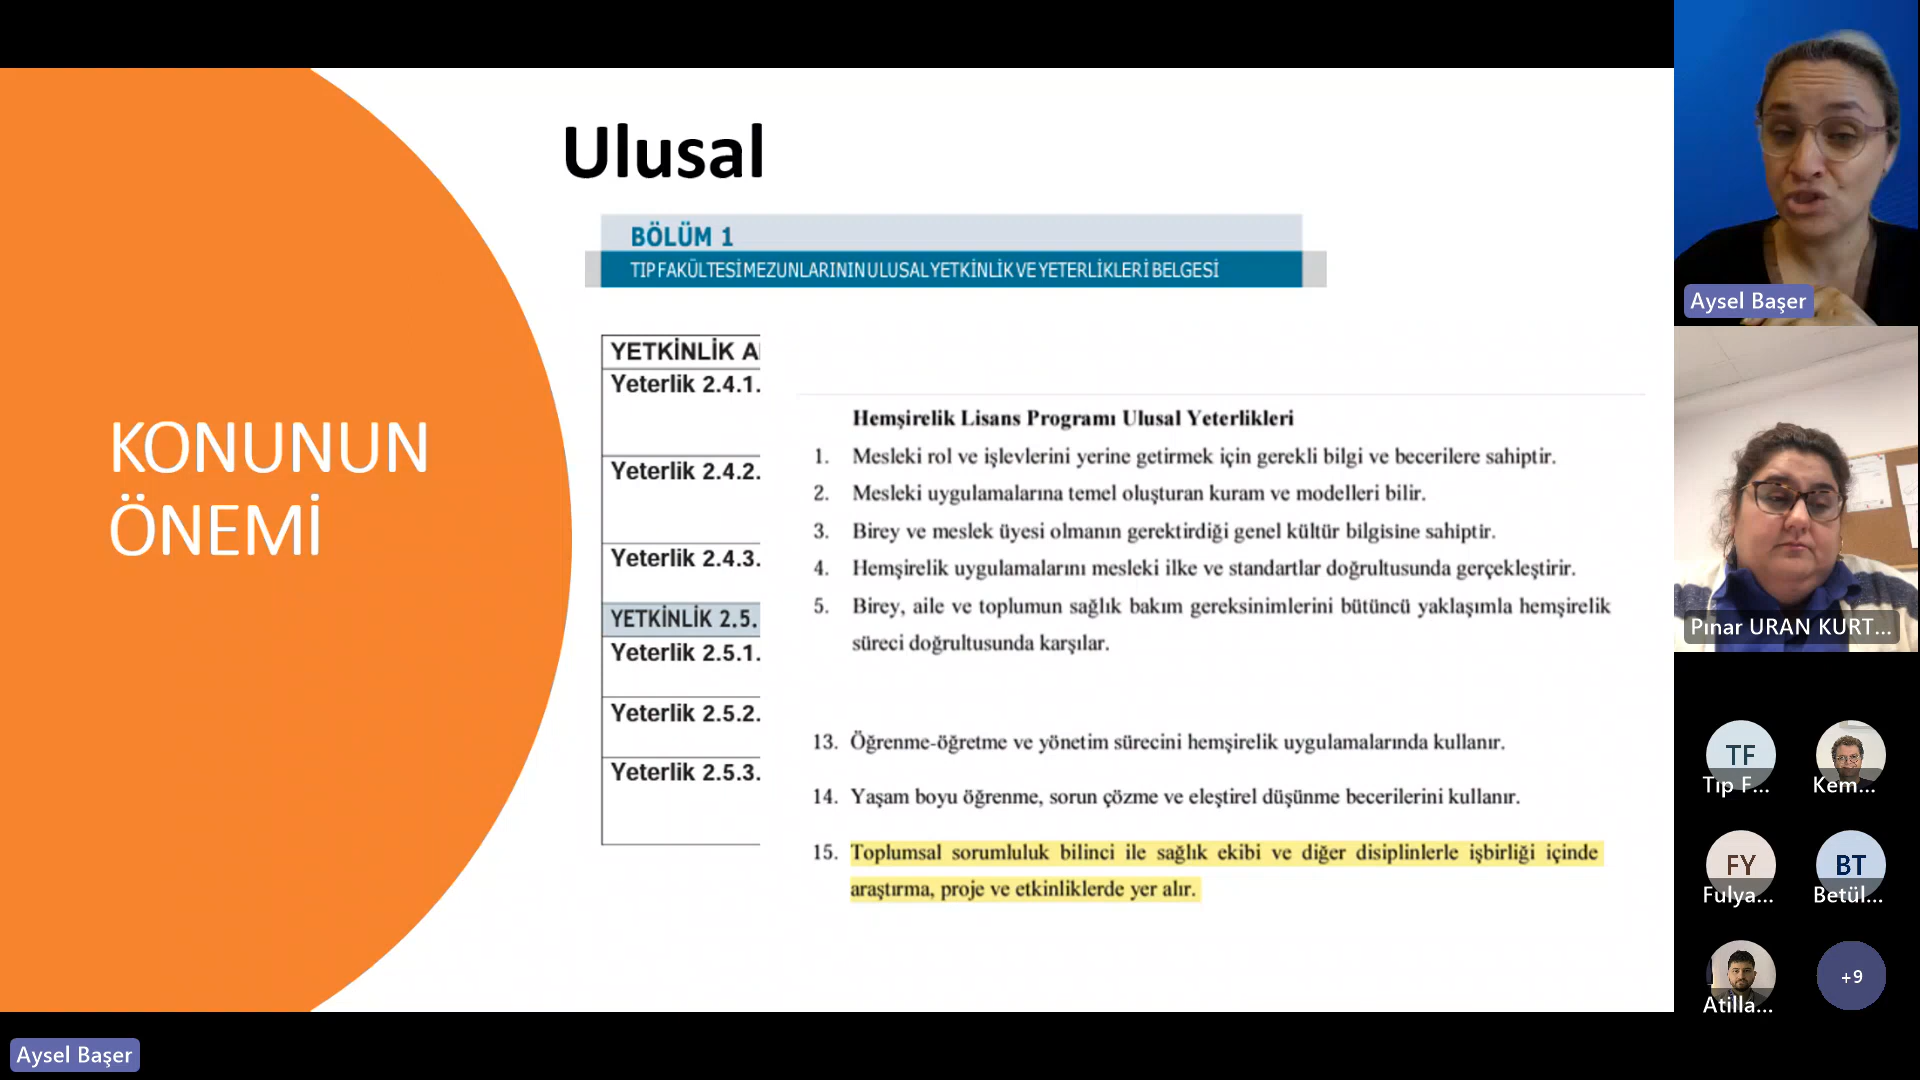 KONUNUN
ÖNEMİ
Ulusal
BÖLÜM 1
TIP FAKÜLTESİ MEZUNLARININ ULUSAL YETKİNLİK VE YETERLİKLERİ BELGESİ
YETKİNLİK A
Yeterlik 2.4.1.
Yeterlik 2.4.2.
Yeterlik 2.4.3.
YETKİNLİK 2.5.
Yeterlik 2.5.1.
Yeterlik 2.5.2.
Yeterlik 2.5.3.
Hemşirelik Lisans Programı Ulusal Yeterlikleri
1. Mesleki rol ve işlevlerini yerine getirmek için gerekli bilgi ve becerilere sahiptir.
2. Mesleki uygulamalarına temel oluşturan kuram ve modelleri bilir.
3. Birey ve meslek üyesi olmanın gerektirdiği genel kültür bilgisine sahiptir.
4. Hemşirelik uygulamalarını mesleki ilke ve standartlar doğrultusunda gerçekleştirir.
5. Birey, aile ve toplumun sağlık bakım gereksinimlerini bütüncü yaklaşımla hemşirelik
süreci doğrultusunda karşılar.
13. Öğrenme-öğretme ve yönetim sürecini hemşirelik uygulamalarında kullanır.
14. Yaşam boyu öğrenme, sorun çözme ve eleştirel düşünme becerilerini kullanır.
15. Toplumsal sorumluluk bilinci ile sağlık ekibi ve diğer disiplinlerle işbirliği içinde
araştırma, proje ve etkinliklerde yer alır.
Aysel Başer
Pınar URAN KURT...
TF
Tıp F...
Kem...
FY
Fulya...
BT
Betül...
Atilla...
+9
Aysel Başer